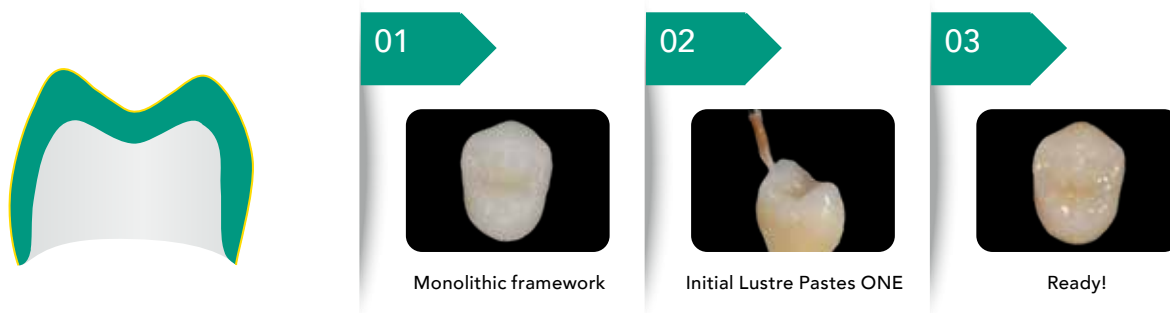 01
02
03
Monolithic framework
Initial Lustre Pastes ONE
Ready!